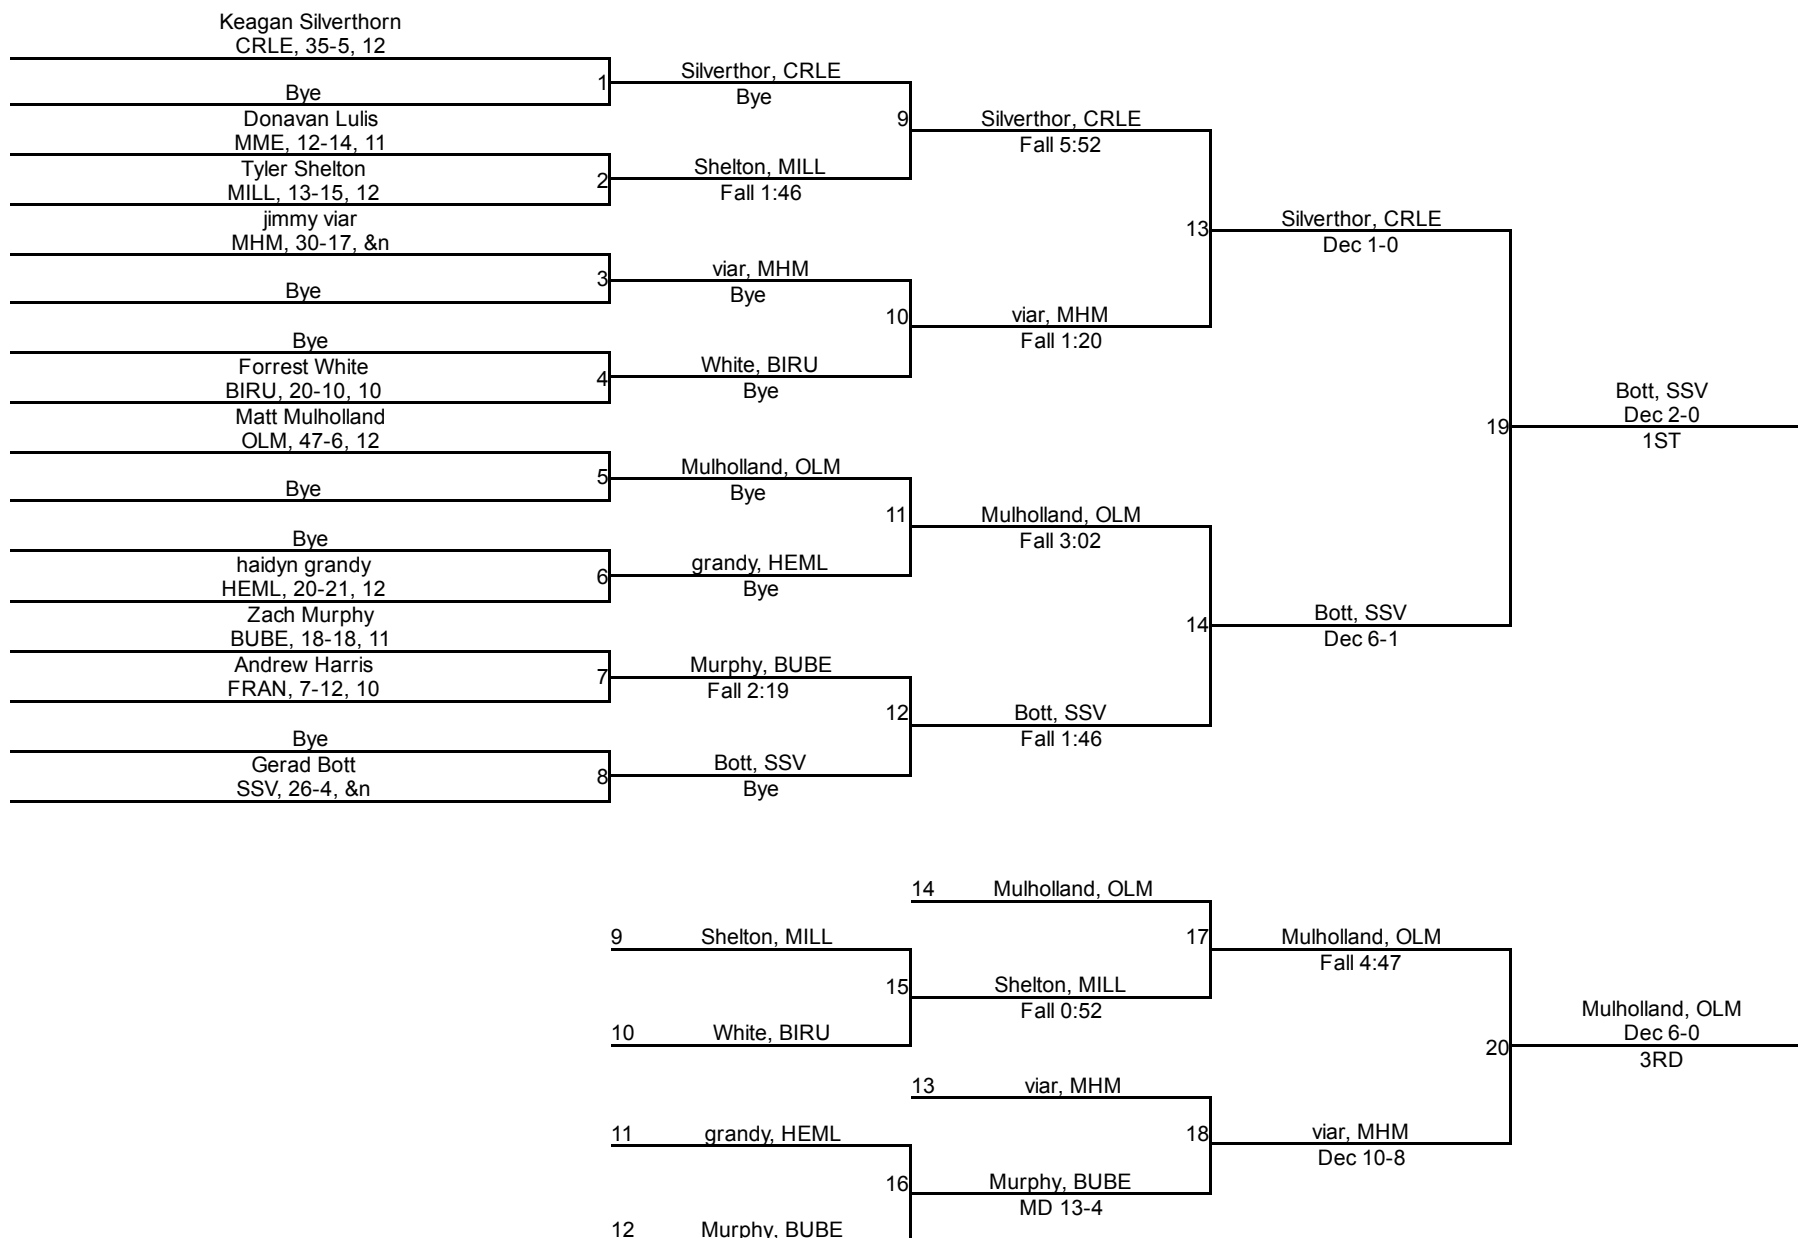 Keagan Silverthorn
CRLE, 35-5, 12
1
Bye
Donavan Lulis
MME, 12-14, 11
2
Tyler Shelton
MILL, 13-15, 12
jimmy viar
MHM, 30-17, &n
3
Bye
Bye
4
Forrest White
BIRU, 20-10, 10
Matt Mulholland
OLM, 47-6, 12
5
Bye
Bye
6
haidyn grandy
HEML, 20-21, 12
Zach Murphy
BUBE, 18-18, 11
7
Andrew Harris
FRAN, 7-12, 10
Bye
8
Gerad Bott
SSV, 26-4, &n
Silverthor, CRLE
Bye
9
Shelton, MILL
Fall 1:46
viar, MHM
Bye
10
White, BIRU
Bye
Mulholland, OLM
Bye
11
grandy, HEML
Bye
Murphy, BUBE
Fall 2:19
12
Bott, SSV
Bye
Silverthor, CRLE
Fall 5:52
13
viar, MHM
Fall 1:20
Mulholland, OLM
Fall 3:02
14
Bott, SSV
Fall 1:46
Silverthor, CRLE
Dec 1-0
19
Bott, SSV
Dec 6-1
Bott, SSV
Dec 2-0
1ST
14 Mulholland, OLM
9 Shelton, MILL
15
10 White, BIRU
17
Shelton, MILL
Fall 0:52
13 viar, MHM
11 grandy, HEML
16
12 Murphy, BUBE
18
Murphy, BUBE
MD 13-4
Mulholland, OLM
Fall 4:47
20
viar, MHM
Dec 10-8
Mulholland, OLM
Dec 6-0
3RD